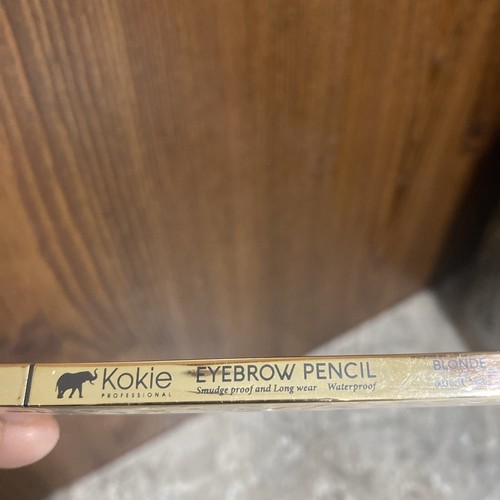 Kokie
PROFESSIONAL
EYEBROW PENCIL
Smudge proof and Long wear Waterproof
BLONDE